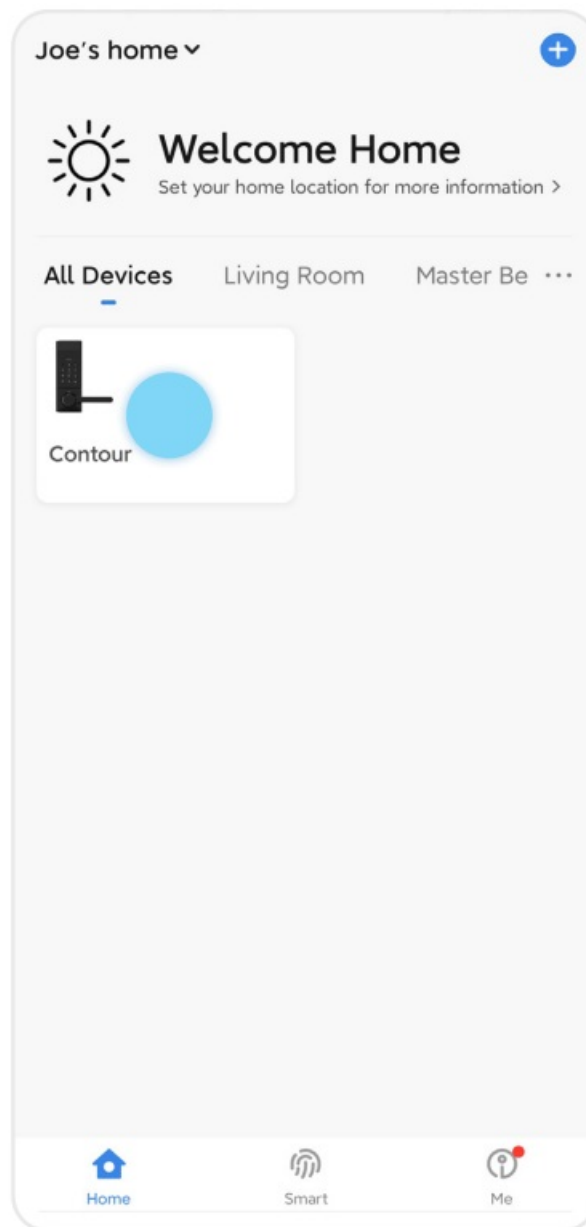 Joe's home
Welcome Home
Set your home location for more information >
All Devices Living Room Master Be ...
Contour
Home Smart Me